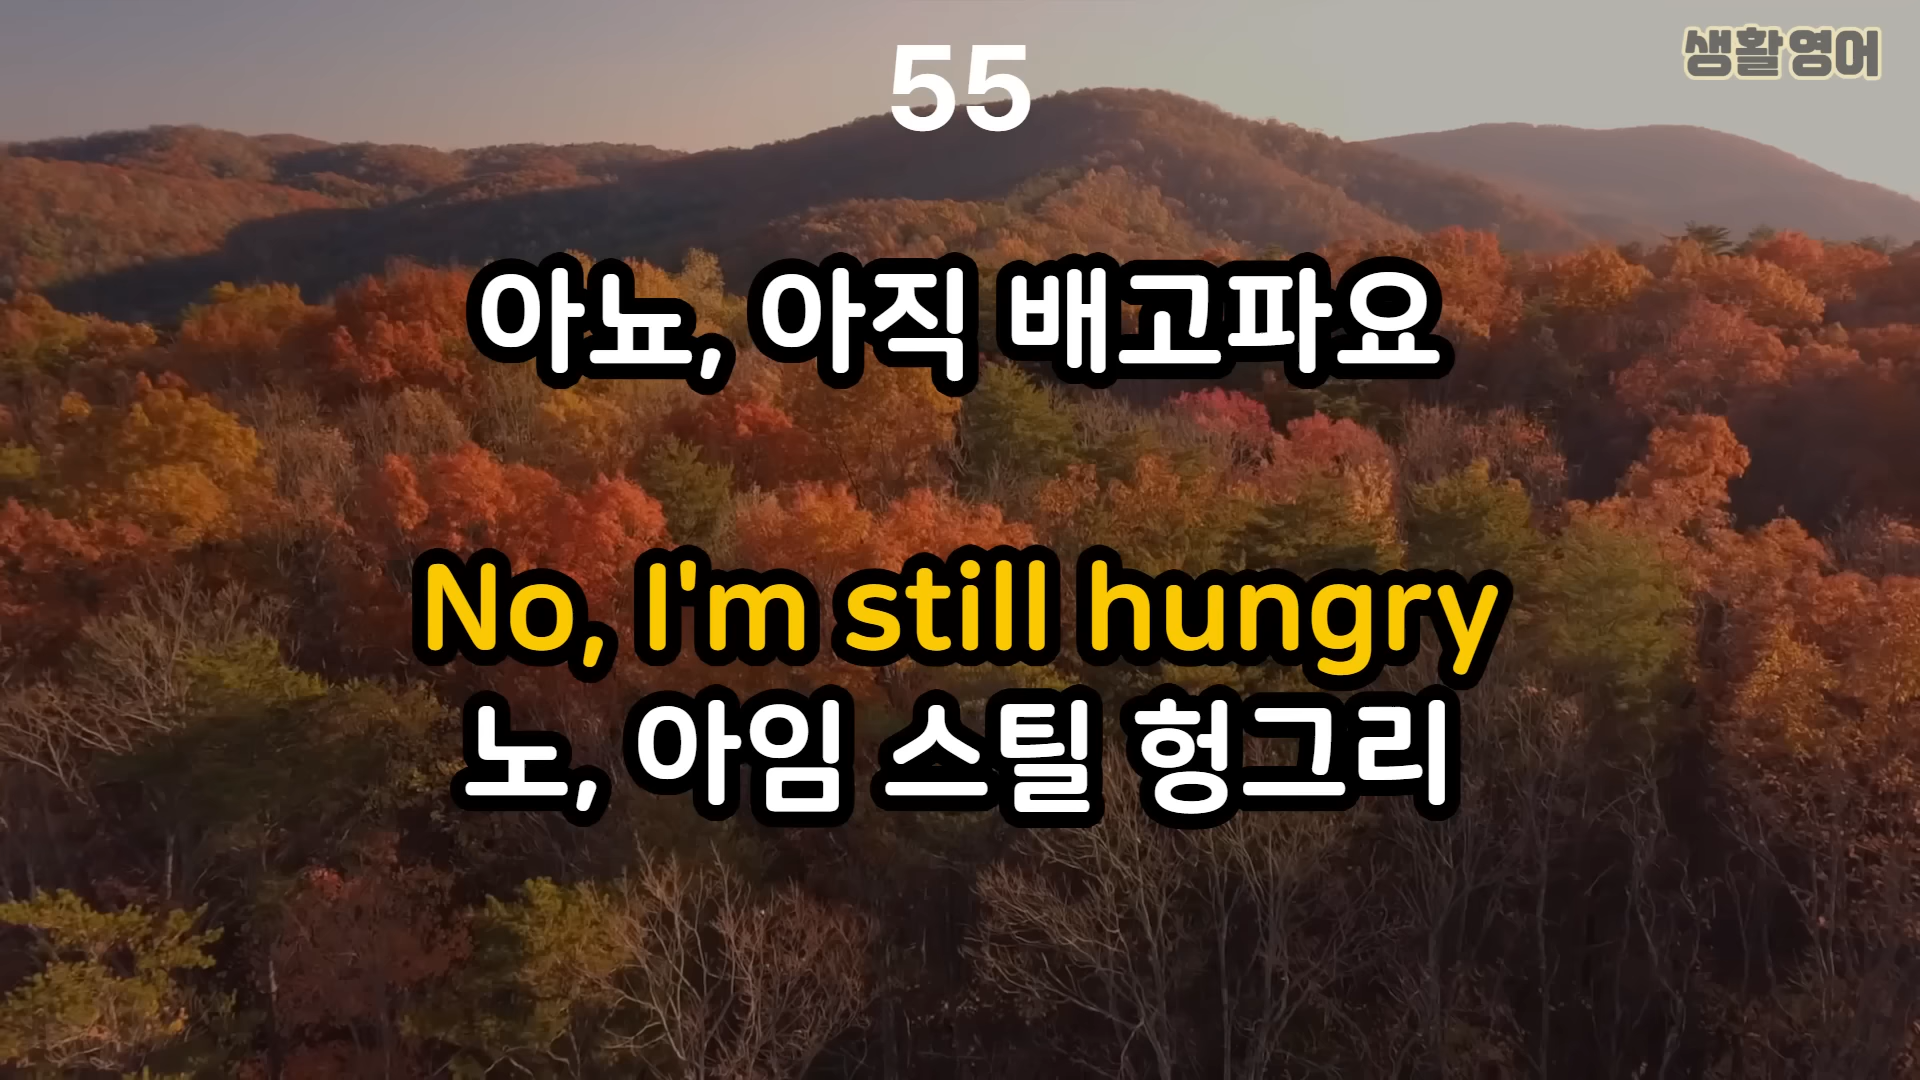 55
생활영어
아뇨, 아직 배고파요
No, I'm still hungry
노, 아임 스틸 헝그리